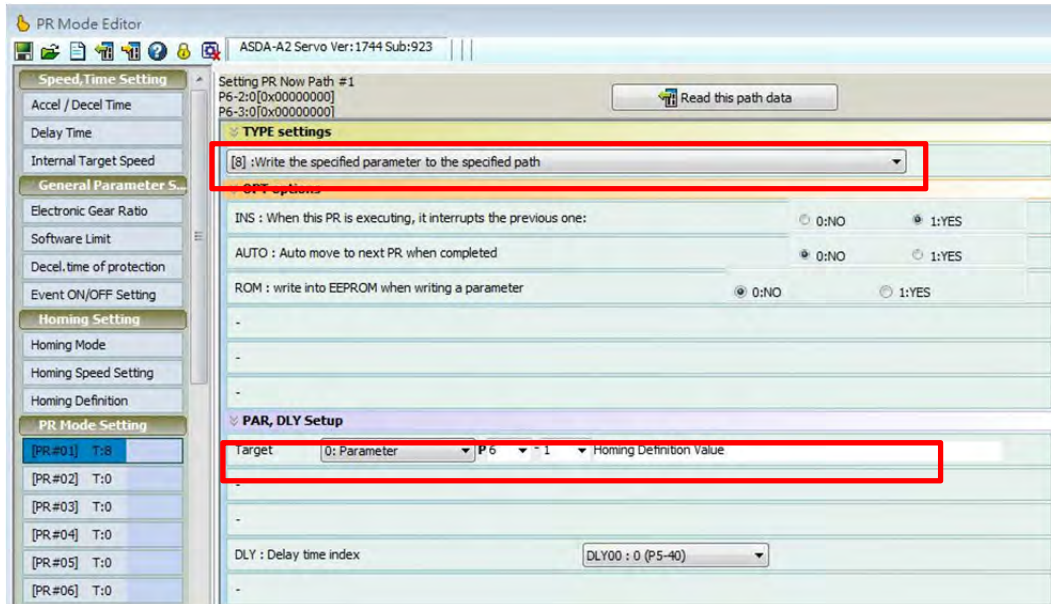 PR Mode Editor
ASDA-A2 Servo Ver:1744 Sub:923
Speed,Time Setting
Accel / Decel Time
Delay Time
Internal Target Speed
General Parameter S...
Electronic Gear Ratio
Software Limit
Decel.time of protection
Event ON/OFF Setting
Homing Setting
Homing Mode
Homing Speed Setting
Homing Definition
PR Mode Setting
[PR#01] T:8
[PR#02] T:0
[PR#03] T:0
[PR#04] T:0
[PR#05] T:0
[PR#06] T:0
Setting PR Now Path #1
P6-2:0[0x00000000]
P6-3:0[0x00000000]
Read this path data
TYPE settings
[8] :Write the specified parameter to the specified path
OPT options
INS : When this PR is executing, it interrupts the previous one: 0:NO 1:YES
AUTO : Auto move to next PR when completed 0:NO 1:YES
ROM : write into EEPROM when writing a parameter 0:NO 1:YES
-
-
-
PAR, DLY Setup
Target 0: Parameter P 6 - 1 Homing Definition Value
-
-
DLY : Delay time index DLY00 : 0 (P5-40)
-